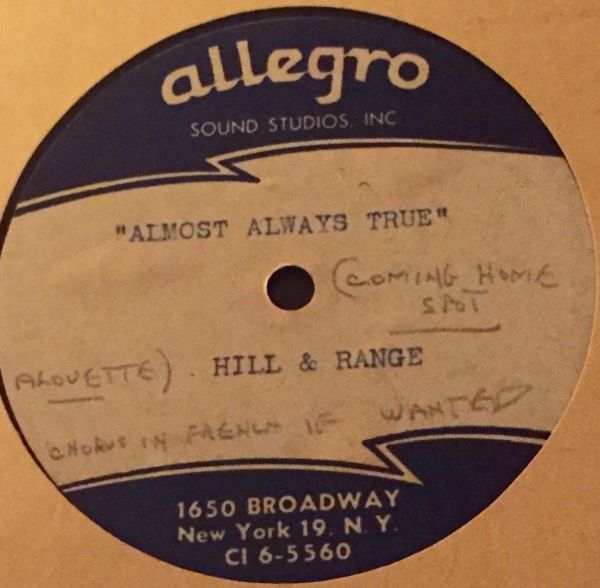 allegro
SOUND STUDIOS, INC
"ALMOST ALWAYS TRUE"
(COMING HOME
SPOT
ALOUETTE). HILL & RANGE
CHORUS IN FRENCH IF WANTED
1650 BROADWAY
New York 19, N. Y.
CI 6-5560